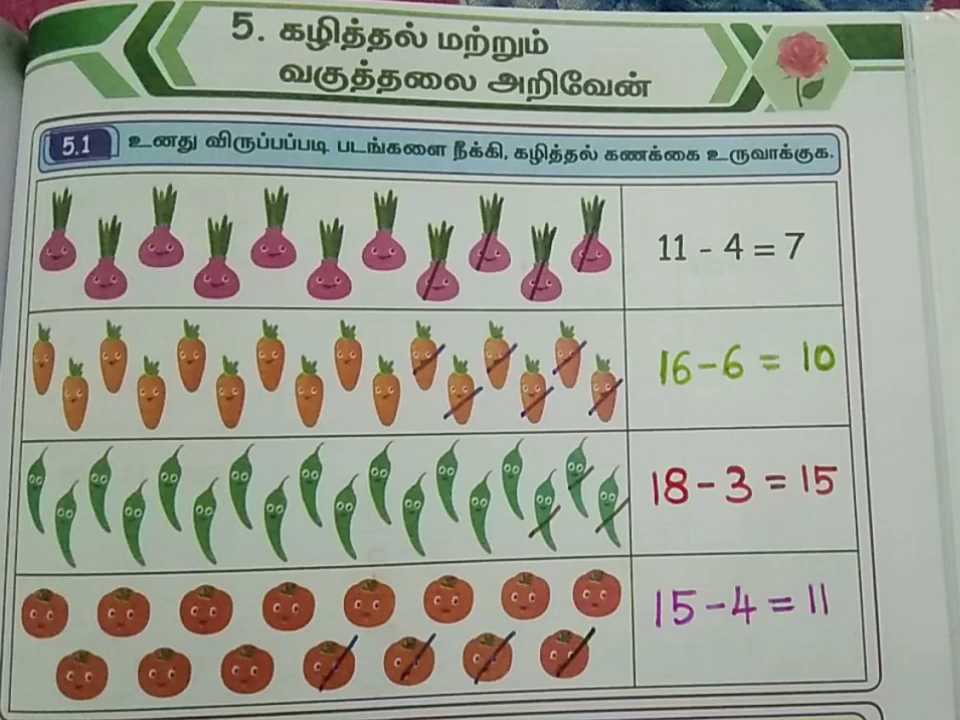 5. கழித்தல் மற்றும்
வகுத்தலை அறிவேன்
5.1 உனது விருப்பப்படி படங்களை நீக்கி, கழித்தல் கணக்கை உருவாக்குக.
11 - 4 = 7
16 - 6 = 10
18 - 3 = 15
15 - 4 = 11